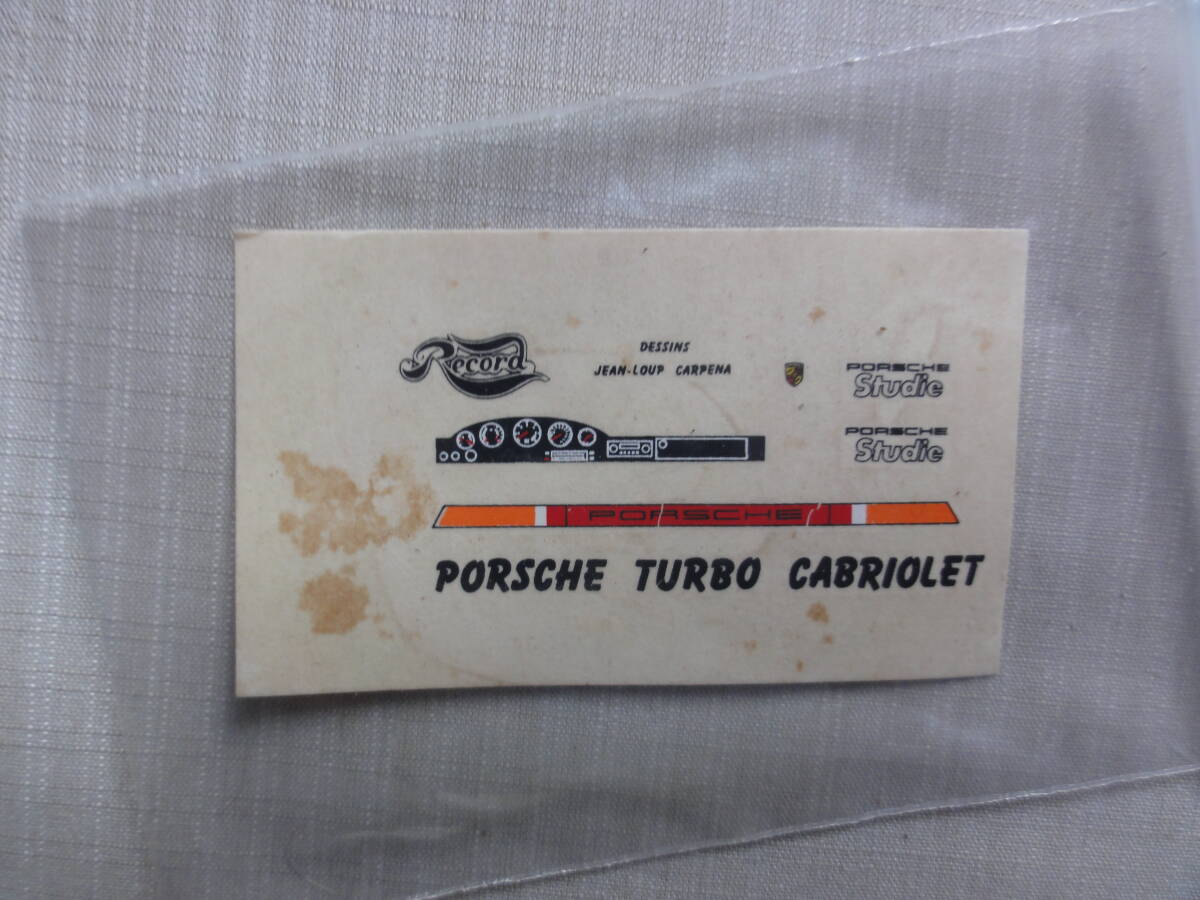 Record
DESSINS
JEAN-LOUP CARPENA
PORSCHE
Studie
PORSCHE
Studie
PORSCHE
PORSCHE TURBO CABRIOLET